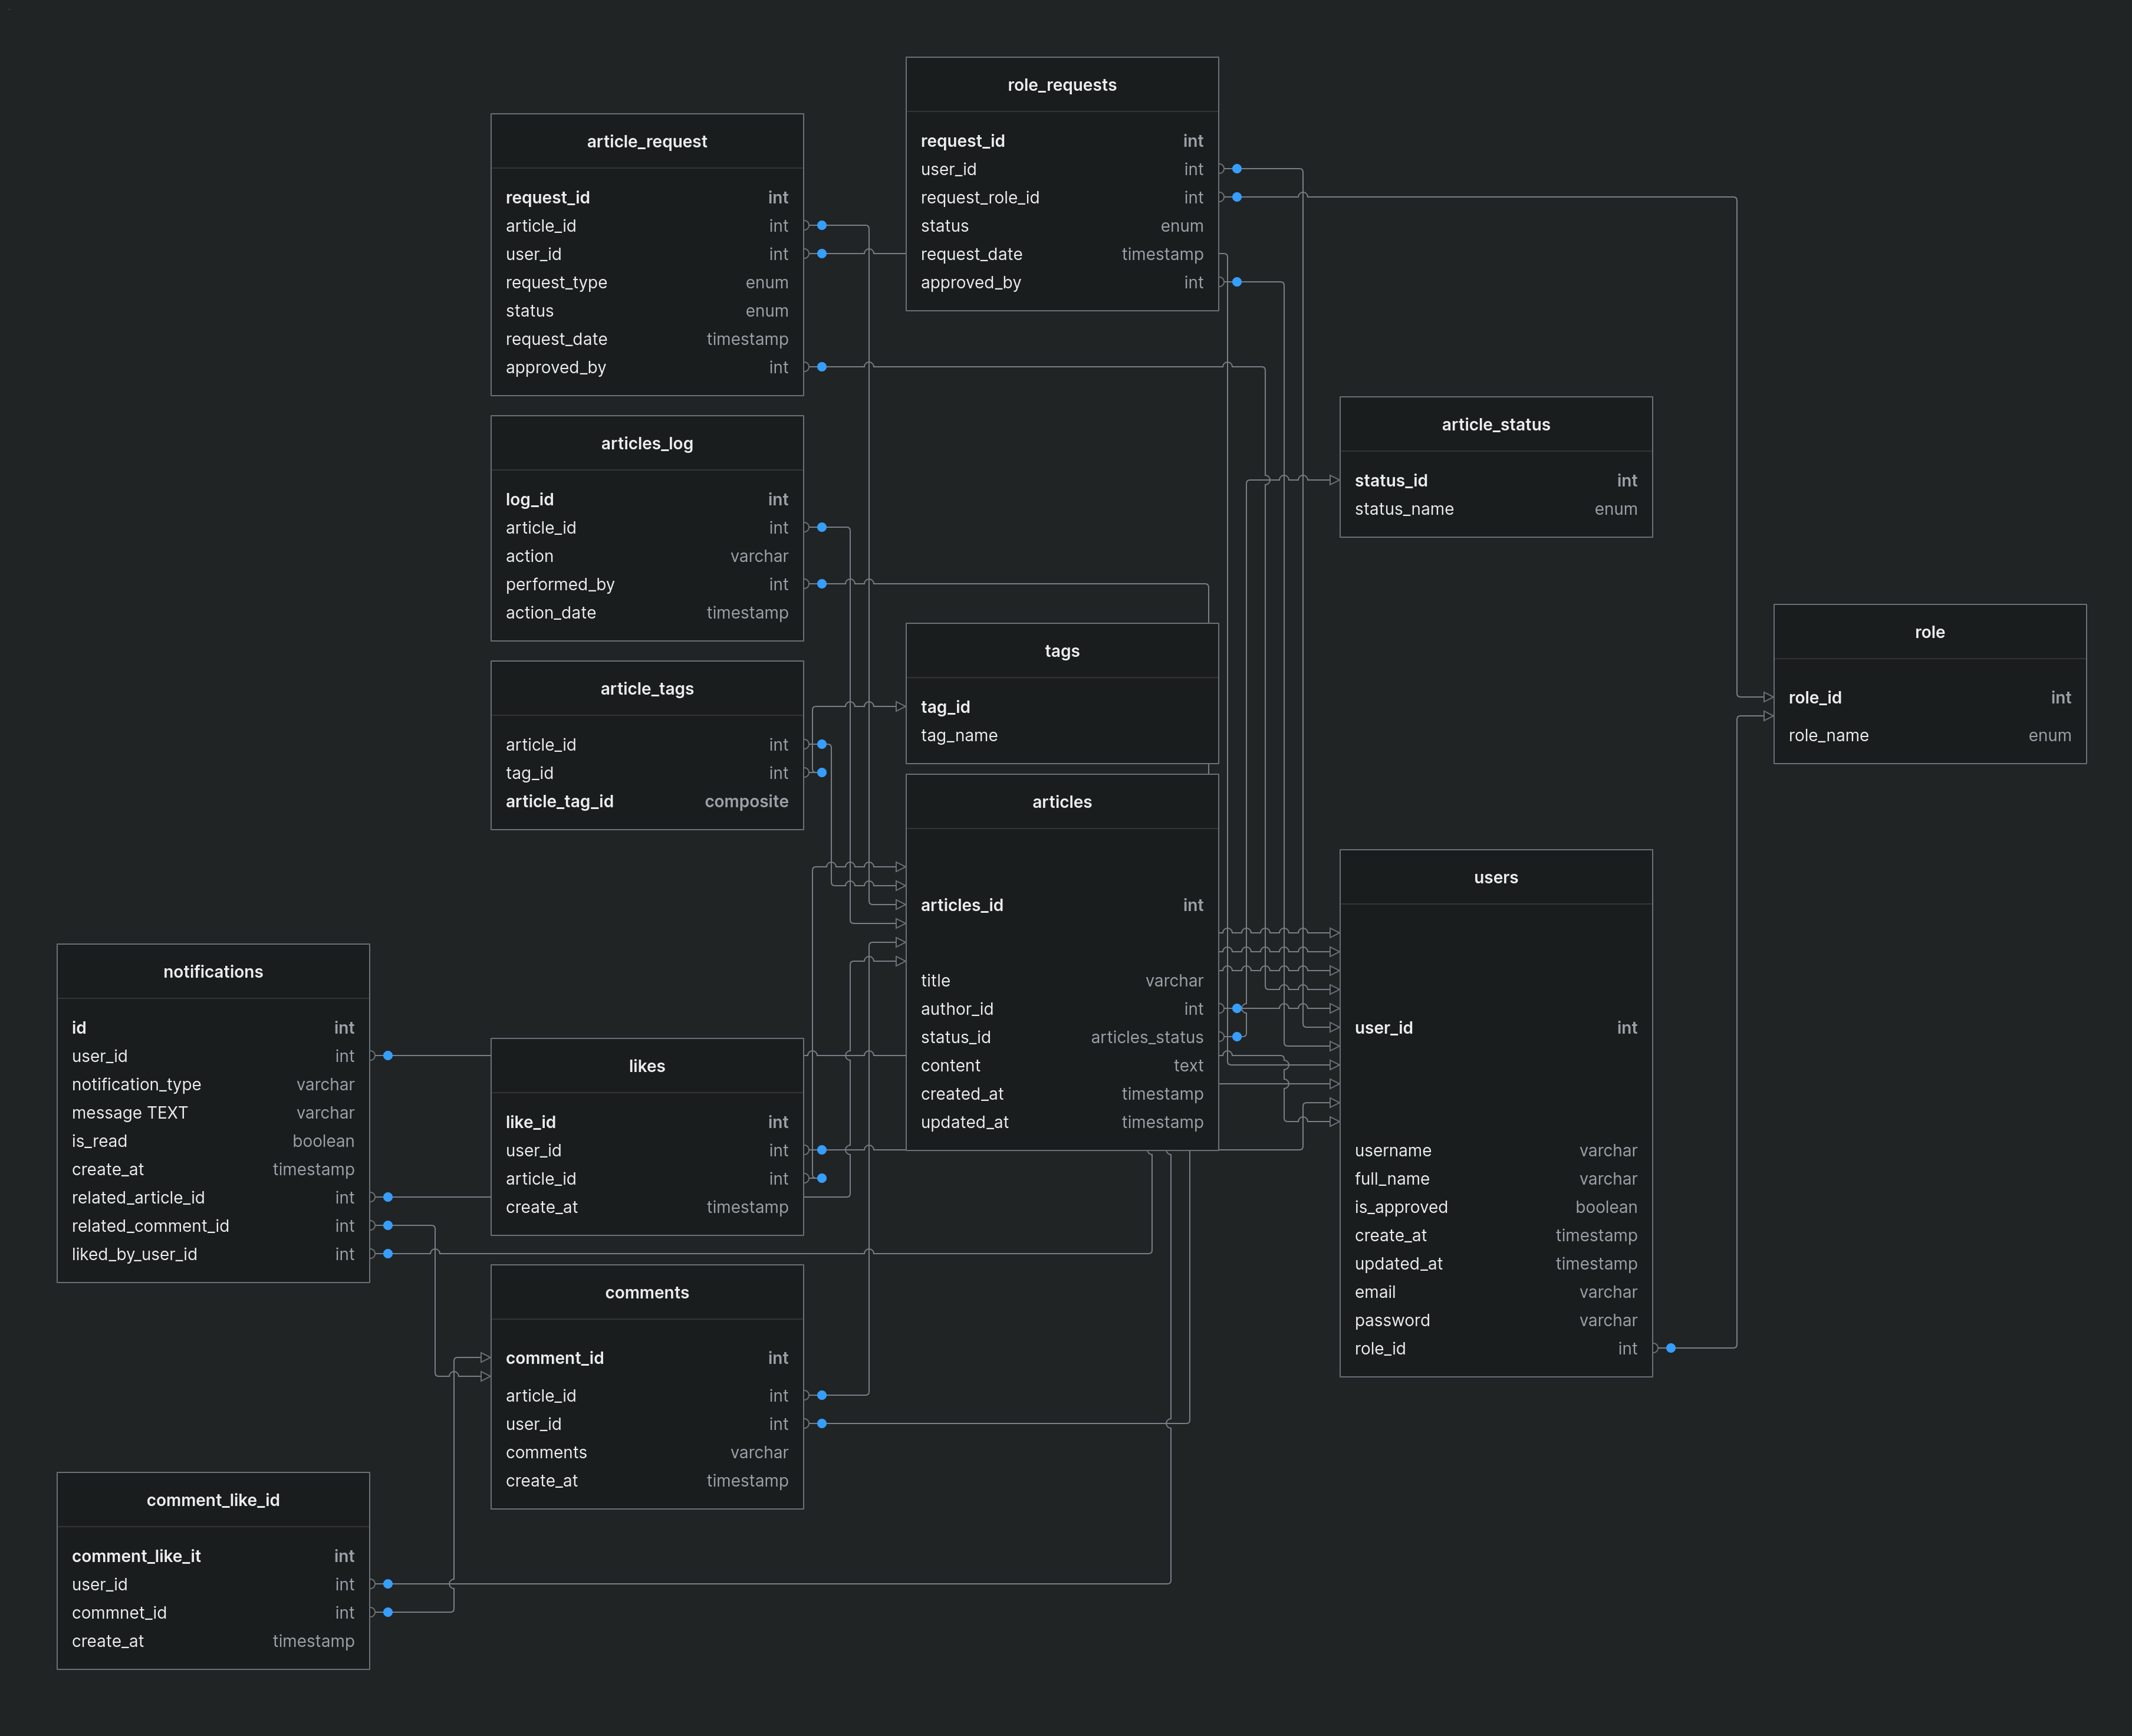 role_requests
request_id int
user_id int
request_role_id int
status enum
request_date timestamp
approved_by int
article_request
request_id int
article_id int
user_id int
request_type enum
status enum
request_date timestamp
approved_by int
articles_log
log_id int
article_id int
action varchar
performed_by int
action_date timestamp
article_status
status_id int
status_name enum
tags
tag_id
tag_name
role
role_id int
role_name enum
article_tags
article_id int
tag_id int
article_tag_id composite
articles
articles_id int
title varchar
author_id int
status_id articles_status
content text
created_at timestamp
updated_at timestamp
users
user_id int
username varchar
full_name varchar
is_approved boolean
create_at timestamp
updated_at timestamp
email varchar
password varchar
role_id int
notifications
id int
user_id int
notification_type varchar
message TEXT varchar
is_read boolean
create_at timestamp
related_article_id int
related_comment_id int
liked_by_user_id int
likes
like_id int
user_id int
article_id int
create_at timestamp
comments
comment_id int
article_id int
user_id int
comments varchar
create_at timestamp
comment_like_id
comment_like_it int
user_id int
commnet_id int
create_at timestamp